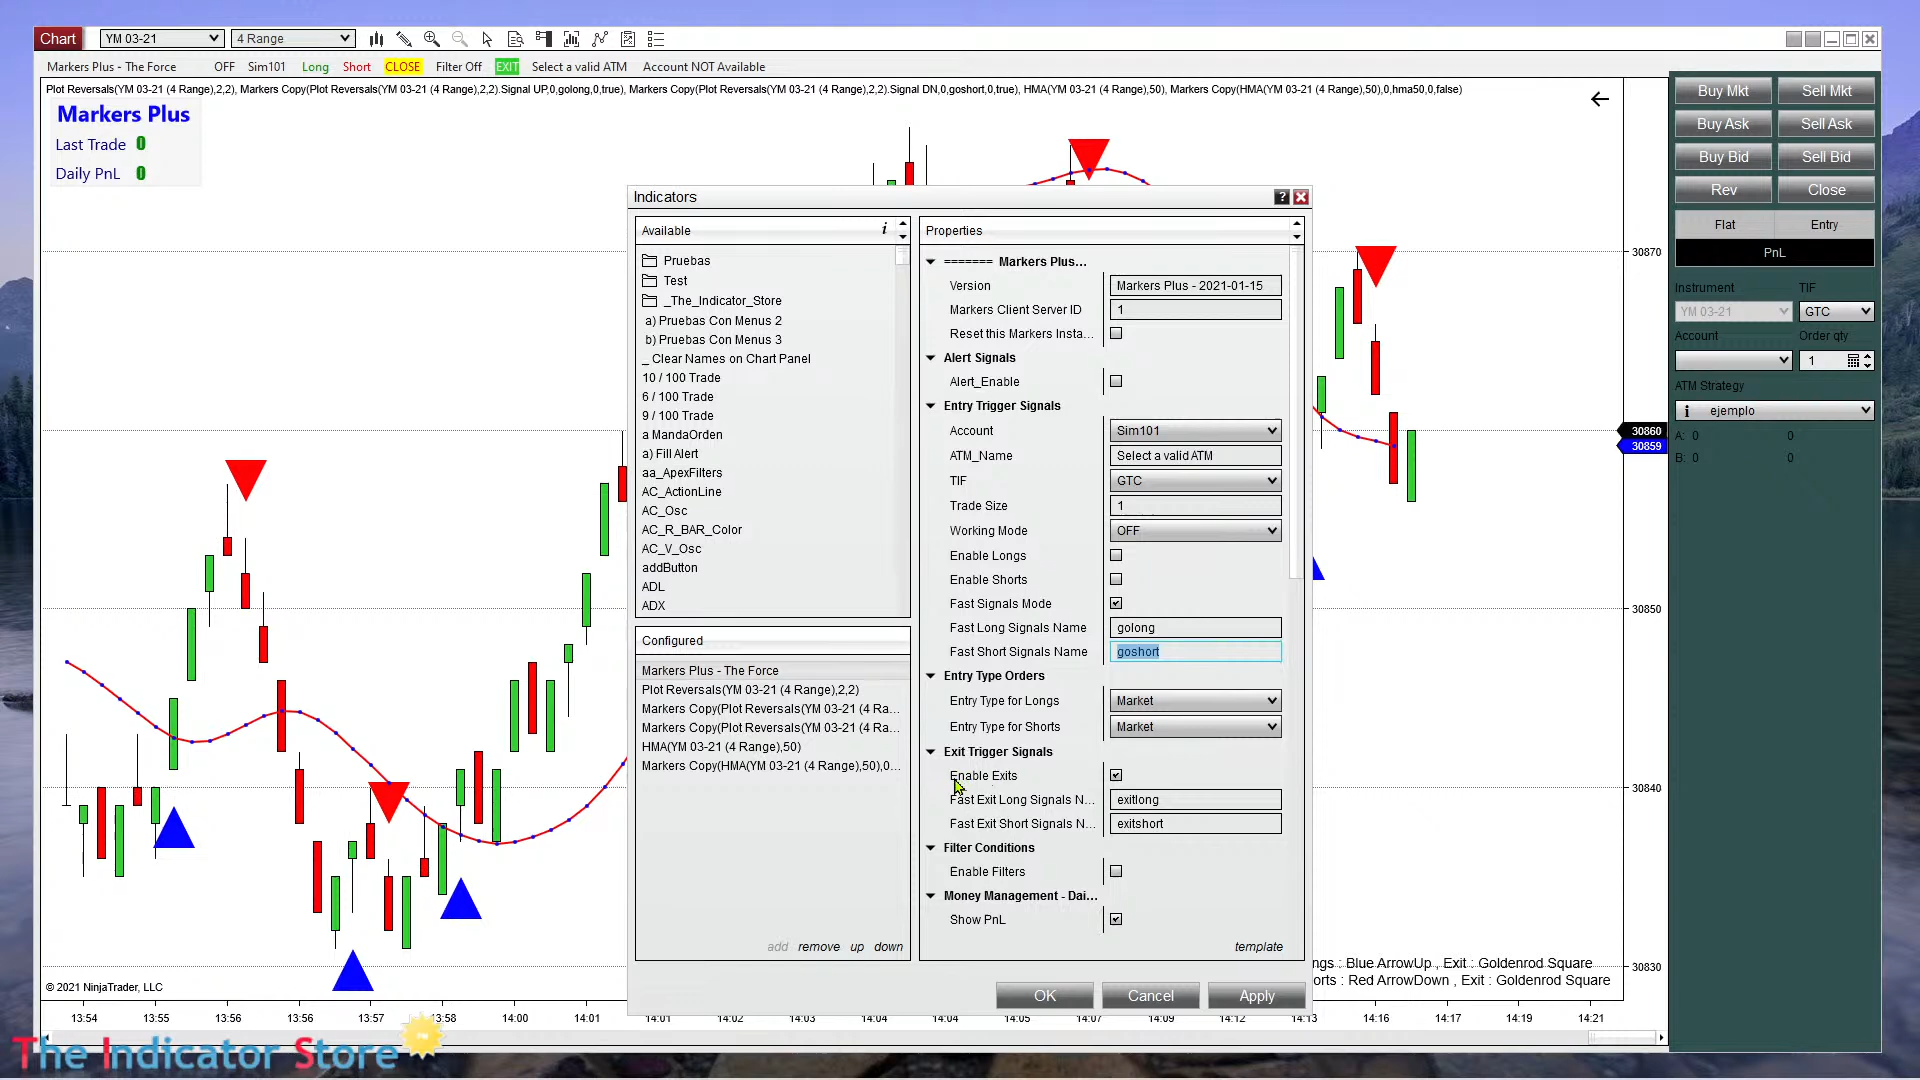 Chart YM 03-21 4 Range
Markers Plus - The Force OFF Sim101 Long Short CLOSE Filter Off EXIT Select a valid ATM Account NOT Available
Plot Reversals(YM 03-21 (4 Range),2,2), Markers Copy(Plot Reversals(YM 03-21 (4 Range),2,2).Signal UP,0,golong,0,true), Markers Copy(Plot Reversals(YM 03-21 (4 Range),2,2).Signal DN,0,goshort,0,true), HMA(YM 03-21 (4 Range),50), Markers Copy(HMA(YM 03-21 (4 Range),50),0,hma50,0,false)
Markers Plus
Last Trade 0
Daily PnL 0
Indicators
Available
Pruebas
Test
_The_Indicator_Store
a) Pruebas Con Menus 2
b) Pruebas Con Menus 3
_ Clear Names on Chart Panel
10 / 100 Trade
6 / 100 Trade
9 / 100 Trade
a MandaOrden
a) Fill Alert
aa_ApexFilters
AC_ActionLine
AC_Osc
AC_R_BAR_Color
AC_V_Osc
addButton
ADL
ADX
Configured
Markers Plus - The Force
Plot Reversals(YM 03-21 (4 Range),2,2)
Markers Copy(Plot Reversals(YM 03-21 (4 Ra...
Markers Copy(Plot Reversals(YM 03-21 (4 Ra...
HMA(YM 03-21 (4 Range),50)
Markers Copy(HMA(YM 03-21 (4 Range),50),0...
add remove up down
Properties
======= Markers Plus...
Version Markers Plus - 2021-01-15
Markers Client Server ID 1
Reset this Markers Insta...
Alert Signals
Alert_Enable
Entry Trigger Signals
Account Sim101
ATM_Name Select a valid ATM
TIF GTC
Trade Size 1
Working Mode OFF
Enable Longs
Enable Shorts
Fast Signals Mode
Fast Long Signals Name golong
Fast Short Signals Name goshort
Entry Type Orders
Entry Type for Longs Market
Entry Type for Shorts Market
Exit Trigger Signals
Enable Exits
Fast Exit Long Signals N... exitlong
Fast Exit Short Signals N... exitshort
Filter Conditions
Enable Filters
Money Management - Dai...
Show PnL
template
OK Cancel Apply
Buy Mkt Sell Mkt
Buy Ask Sell Ask
Buy Bid Sell Bid
Rev Close
Flat Entry
PnL
Instrument TIF
YM 03-21 GTC
Account Order qty
1
ATM Strategy
i ejemplo
A: 0 0
B: 0 0
30870
30860
30859
30850
30840
30830
ngs : Blue ArrowUp , Exit : Goldenrod Square
orts : Red ArrowDown , Exit : Goldenrod Square
© 2021 NinjaTrader, LLC
13:54 13:55 13:56 13:56 13:57 13:58 14:00 14:01 14:01 14:02 14:03 14:04 14:04 14:05 14:07 14:09 14:12 14:13 14:16 14:17 14:19 14:21
The Indicator Store